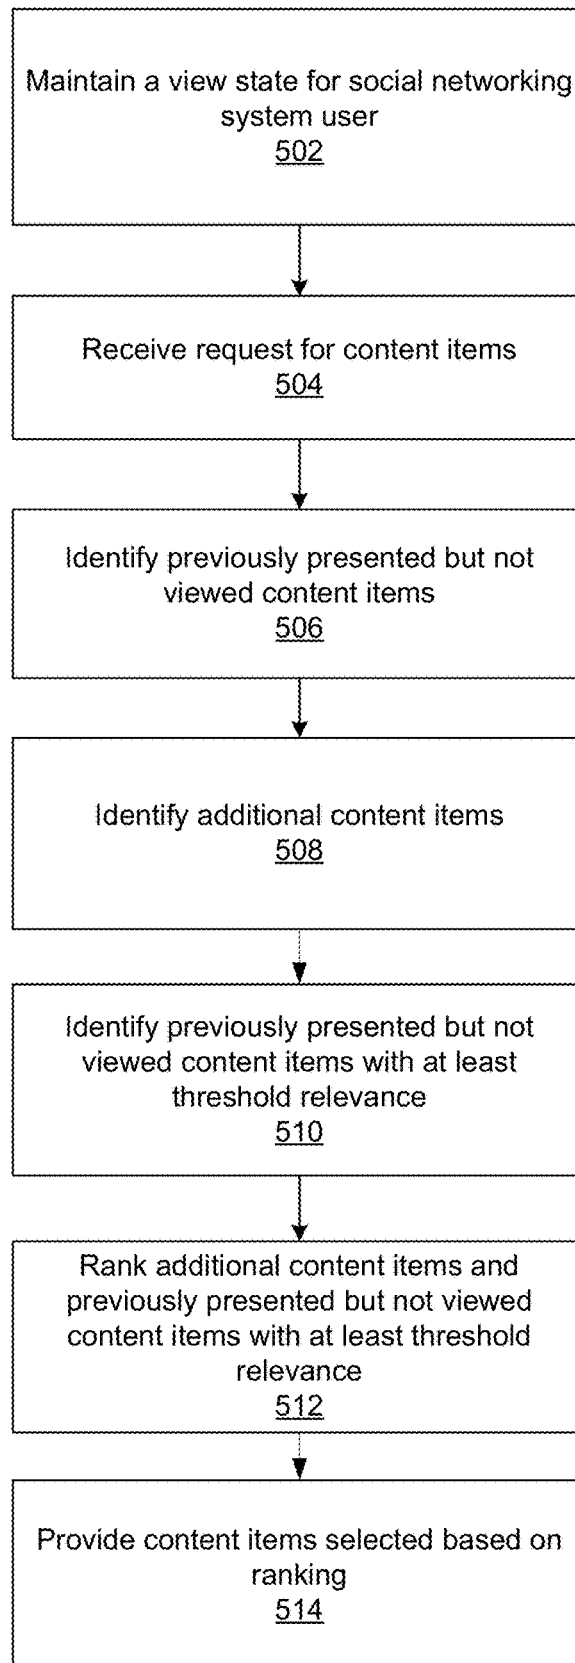 Maintain a view state for social networking
system user
502
Receive request for content items
504
Identify previously presented but not
viewed content items
506
Identify additional content items
508
Identify previously presented but not
viewed content items with at least
threshold relevance
510
Rank additional content items and
previously presented but not viewed
content items with at least threshold
relevance
512
Provide content items selected based on
ranking
514